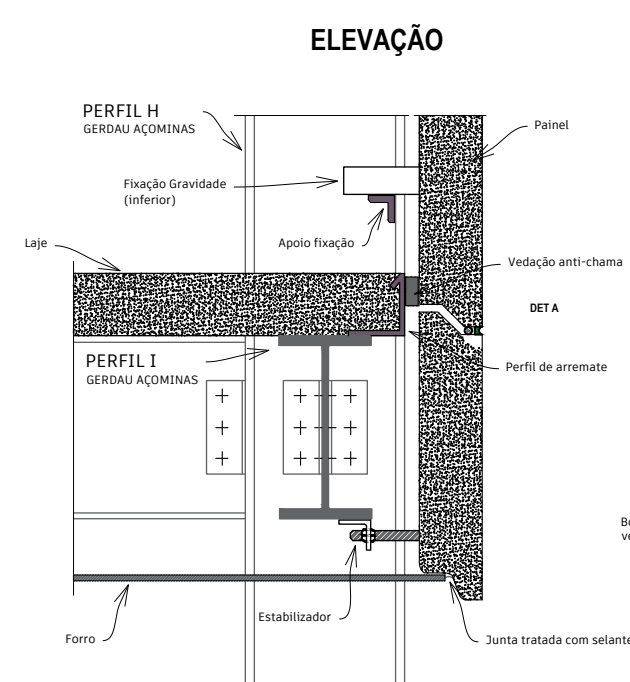 ELEVAÇÃO
PERFIL H
GERDAU AÇOMINAS
Painel
Fixação Gravidade
(inferior)
Laje
Apoio fixação
Vedação anti-chama
DET A
PERFIL I
GERDAU AÇOMINAS
Perfil de arremate
Estabilizador
Forro
Junta tratada com selante